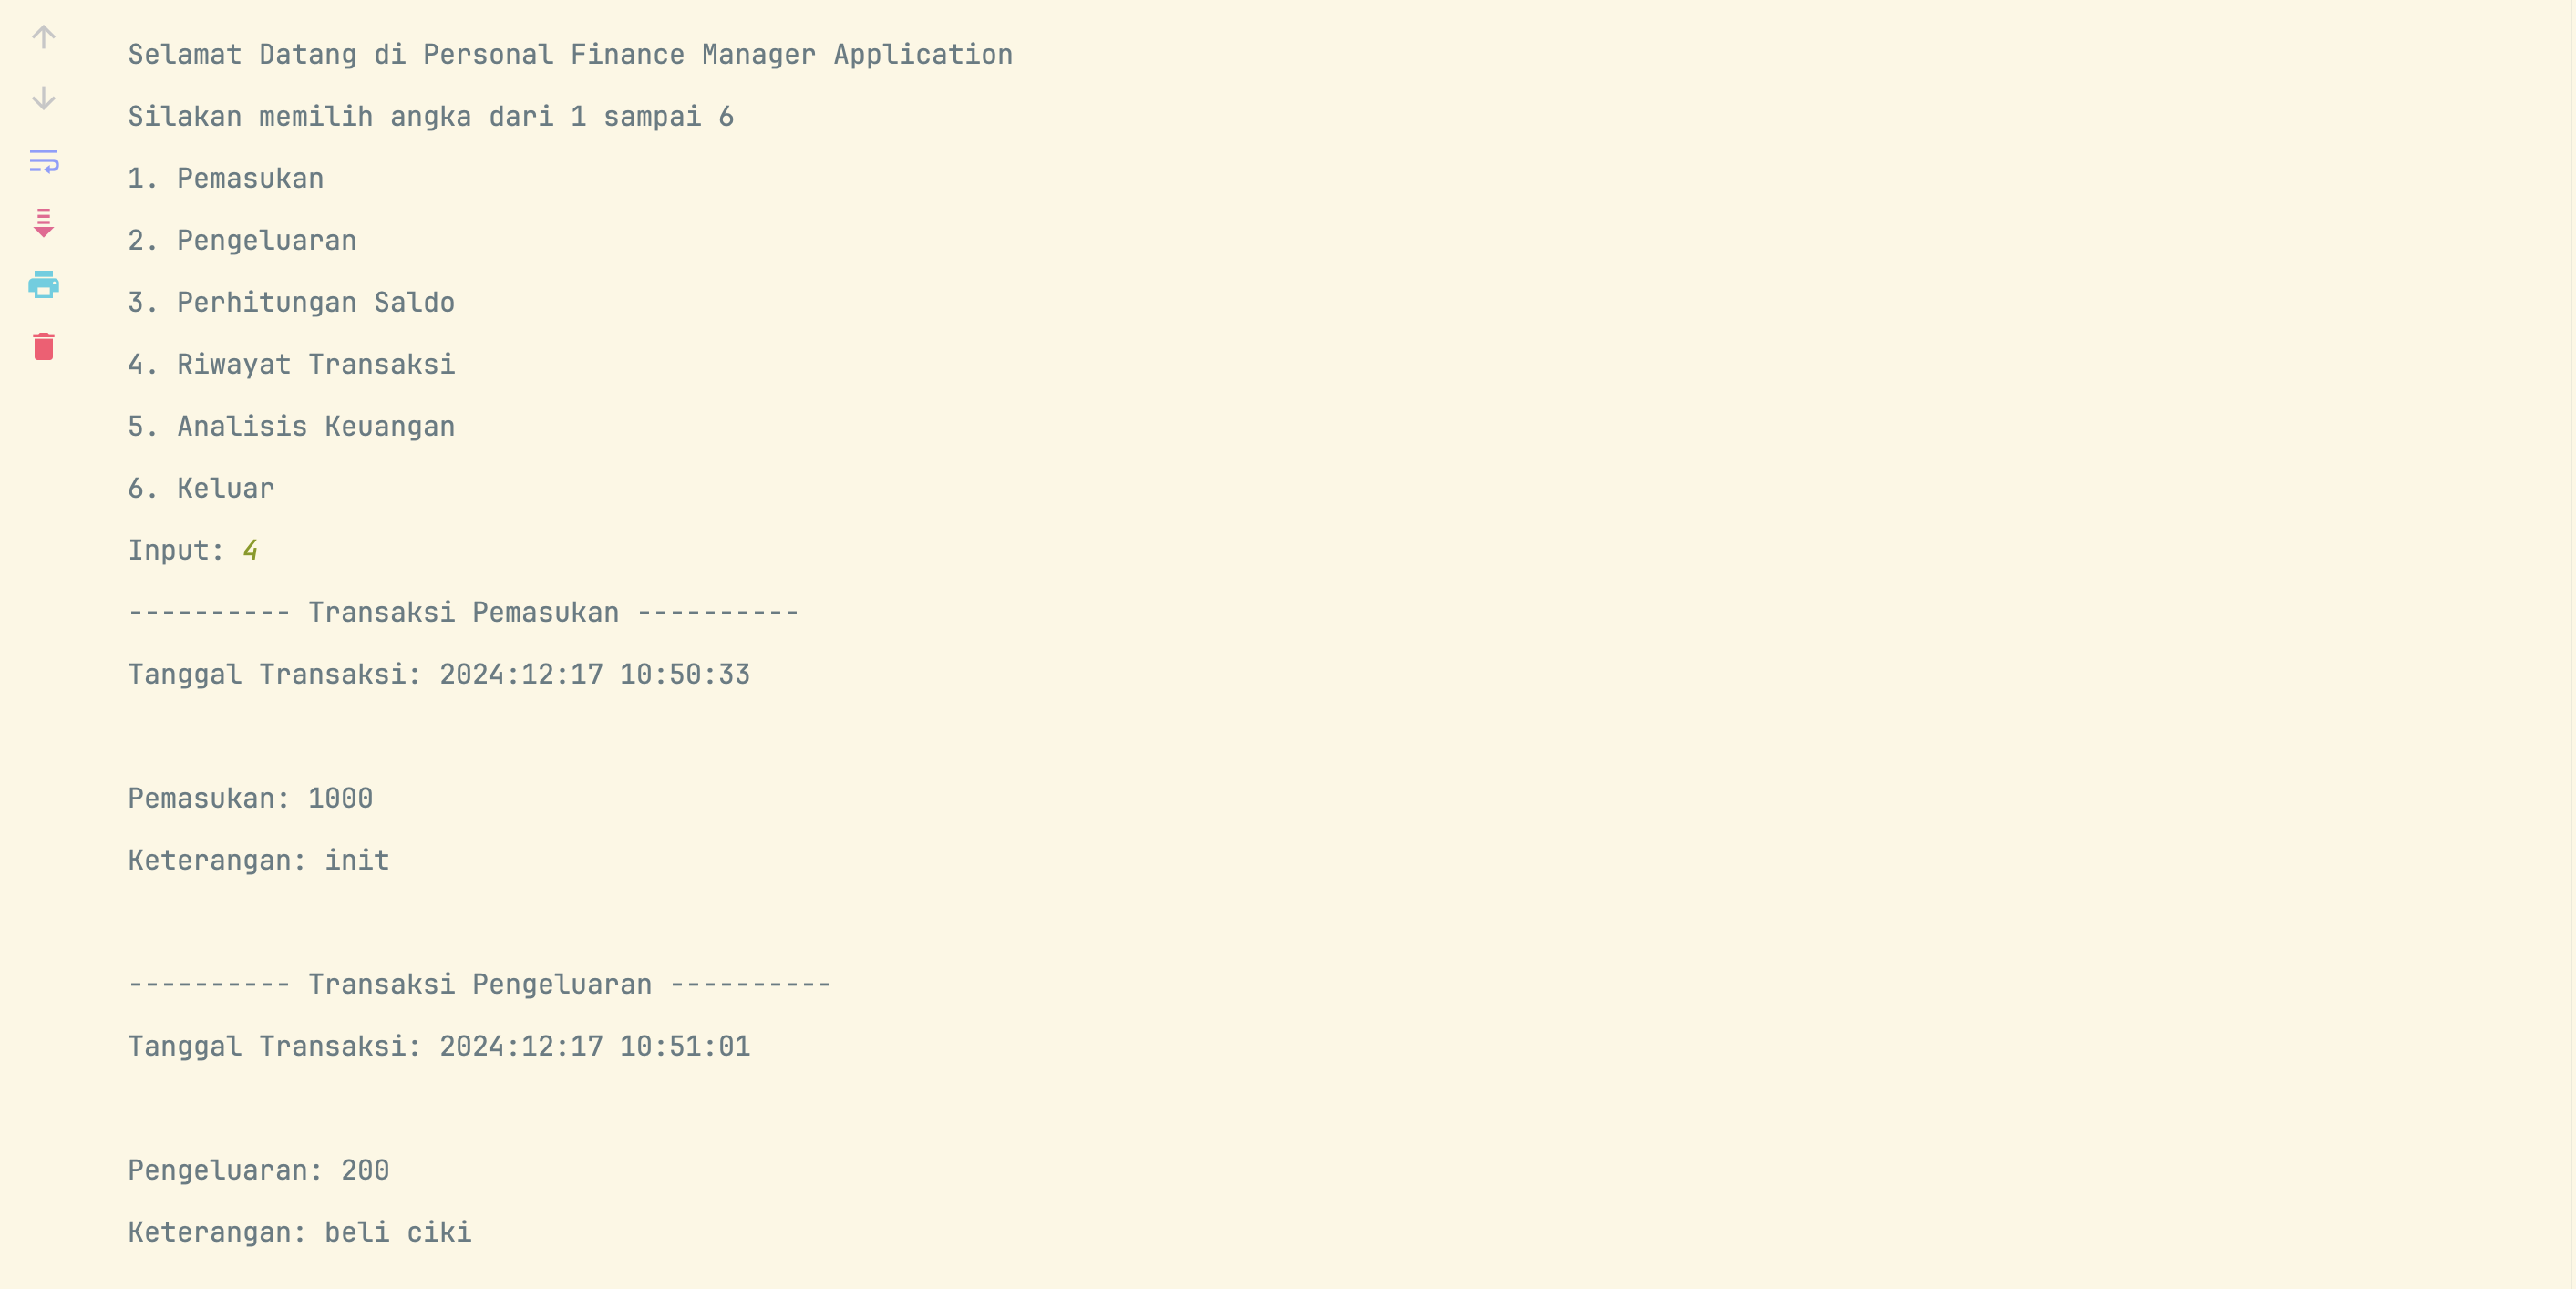 Selamat Datang di Personal Finance Manager Application
Silakan memilih angka dari 1 sampai 6
1. Pemasukan
2. Pengeluaran
3. Perhitungan Saldo
4. Riwayat Transaksi
5. Analisis Keuangan
6. Keluar
Input: 4
---------- Transaksi Pemasukan ----------
Tanggal Transaksi: 2024:12:17 10:50:33
Pemasukan: 1000
Keterangan: init
---------- Transaksi Pengeluaran ----------
Tanggal Transaksi: 2024:12:17 10:51:01
Pengeluaran: 200
Keterangan: beli ciki